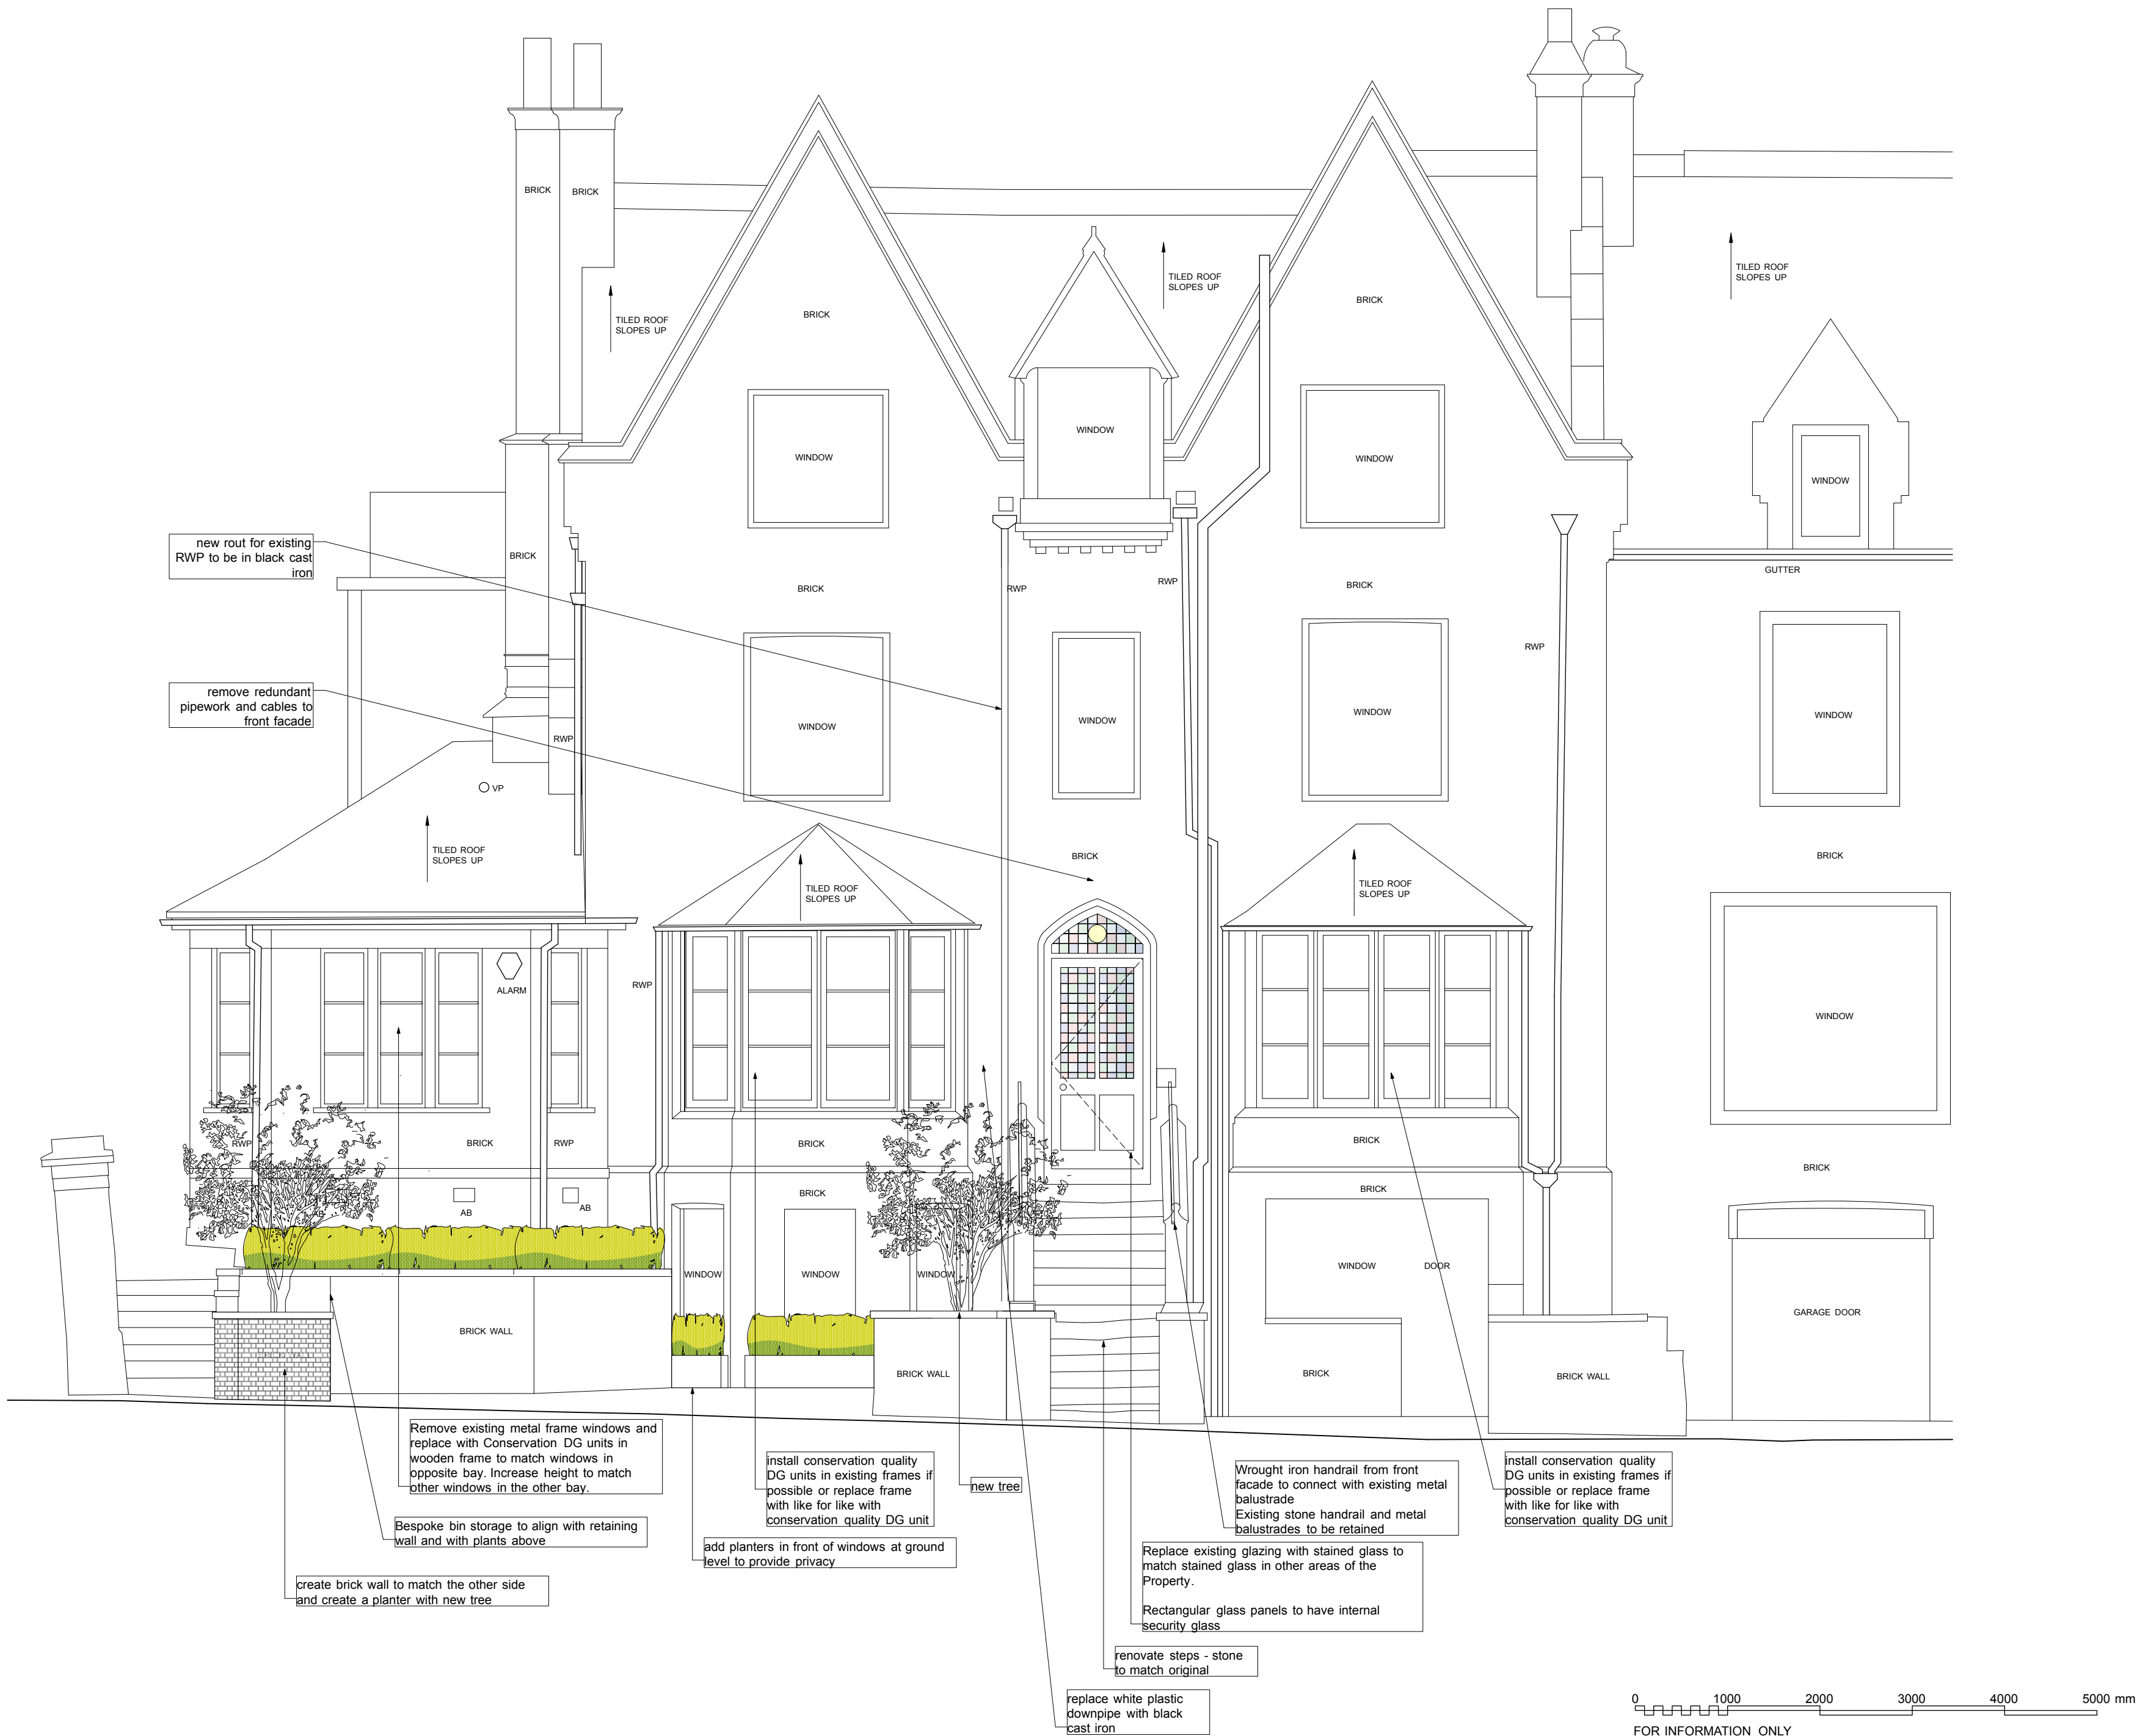 BRICK
BRICK
TILED ROOF
SLOPES UP
TILED ROOF
SLOPES UP
TILED ROOF
SLOPES UP
BRICK
BRICK
WINDOW
WINDOW
WINDOW
WINDOW
new rout for existing
RWP to be in black cast
iron
BRICK
GUTTER
BRICK
RWP
RWP
BRICK
RWP
remove redundant
pipework and cables to
front facade
WINDOW
WINDOW
WINDOW
WINDOW
RWP
VP
TILED ROOF
SLOPES UP
BRICK
BRICK
TILED ROOF
SLOPES UP
TILED ROOF
SLOPES UP
ALARM
RWP
WINDOW
RWP
BRICK
RWP
BRICK
BRICK
BRICK
BRICK
BRICK
AB
AB
AB
WINDOW
WINDOW
WINDOW
WINDOW
DOOR
GARAGE DOOR
BRICK WALL
BRICK WALL
BRICK
BRICK WALL
Remove existing metal frame windows and
replace with Conservation DG units in
wooden frame to match windows in
opposite bay. Increase height to match
other windows in the other bay.
install conservation quality
DG units in existing frames if
possible or replace frame
with like for like with
conservation quality DG unit
new tree
Wrought iron handrail from front
facade to connect with existing metal
balustrade
Existing stone handrail and metal
balustrades to be retained
install conservation quality
DG units in existing frames if
possible or replace frame
with like for like with
conservation quality DG unit
Bespoke bin storage to align with retaining
wall and with plants above
add planters in front of windows at ground
level to provide privacy
Replace existing glazing with stained glass to
match stained glass in other areas of the
Property.
Rectangular glass panels to have internal
security glass
create brick wall to match the other side
and create a planter with new tree
renovate steps - stone
to match original
replace white plastic
downpipe with black
cast iron
0 1000 2000 3000 4000 5000 mm
FOR INFORMATION ONLY